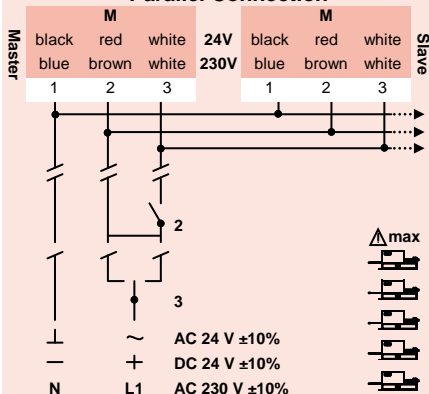 Parallel Connection
M M
Master black red white 24V black red white Slave
blue brown white 230V blue brown white
1 2 3 1 2 3
2
max
3
⊥ ~ AC 24 V ±10%
— + DC 24 V ±10%
N L1 AC 230 V ±10%